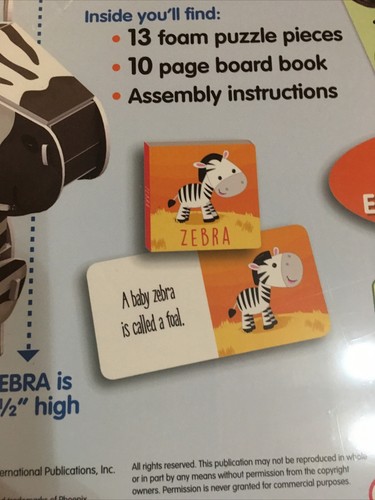 Inside you'll find:
• 13 foam puzzle pieces
• 10 page board book
• Assembly instructions
ZEBRA
A baby zebra
is called a foal.
EBRA is
½" high
ernational Publications, Inc.
All rights reserved. This publication may not be reproduced in whole
or in part by any means without permission from the copyright
owners. Permission is never granted for commercial purposes.